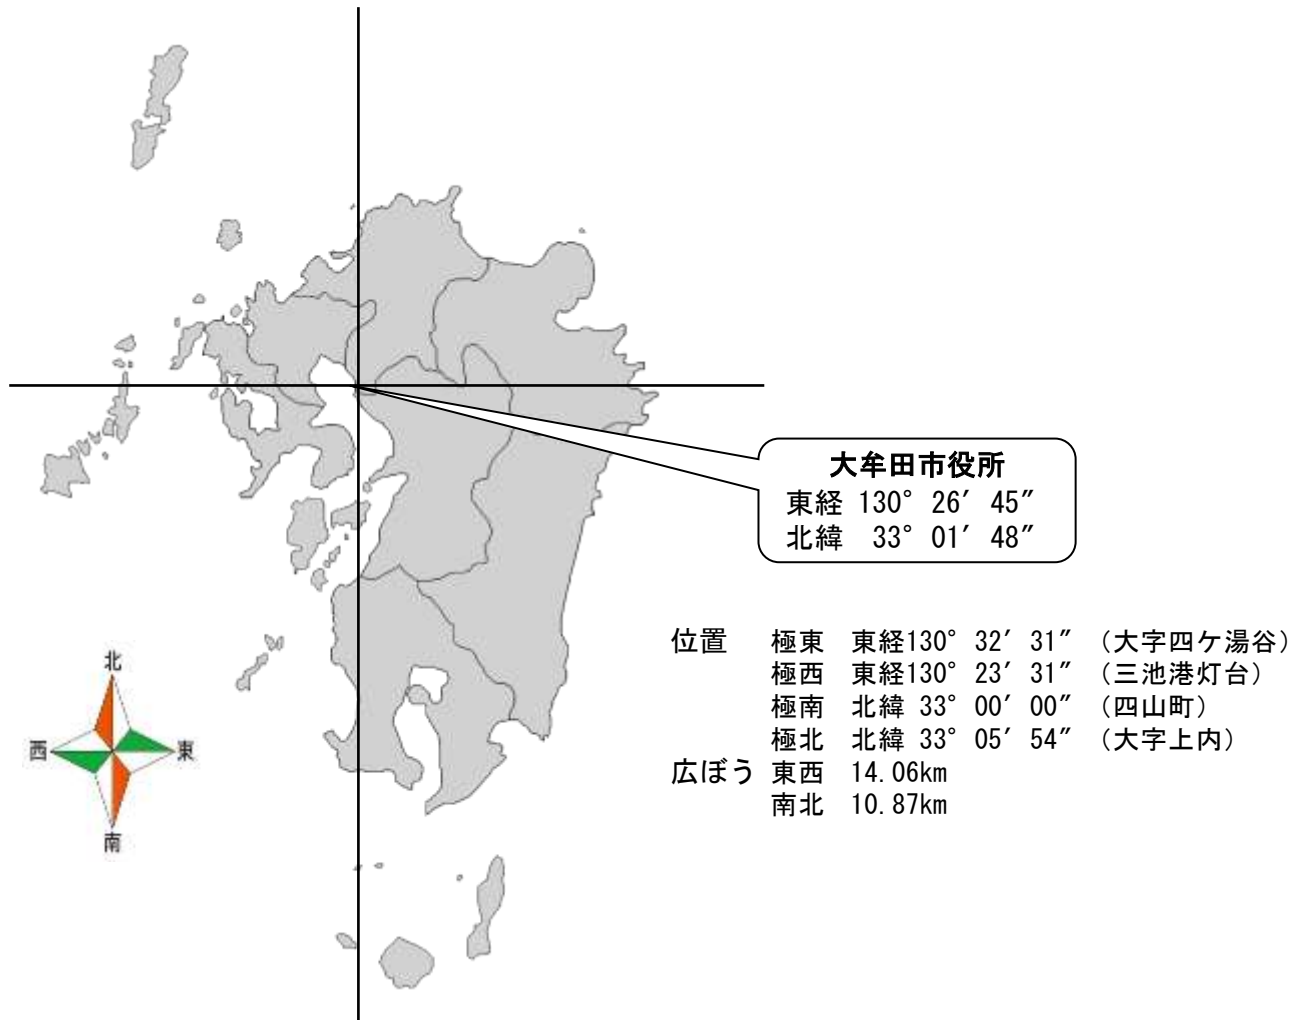 大牟田市役所
東経 130° 26′ 45″
北緯 33° 01′ 48″
位置 極東 東経130° 32′ 31″ (大字四ケ湯谷)
極西 東経130° 23′ 31″ (三池港灯台)
極南 北緯 33° 00′ 00″ (四山町)
極北 北緯 33° 05′ 54″ (大字上内)
広ぼう 東西 14.06km
南北 10.87km
北
西
東
南